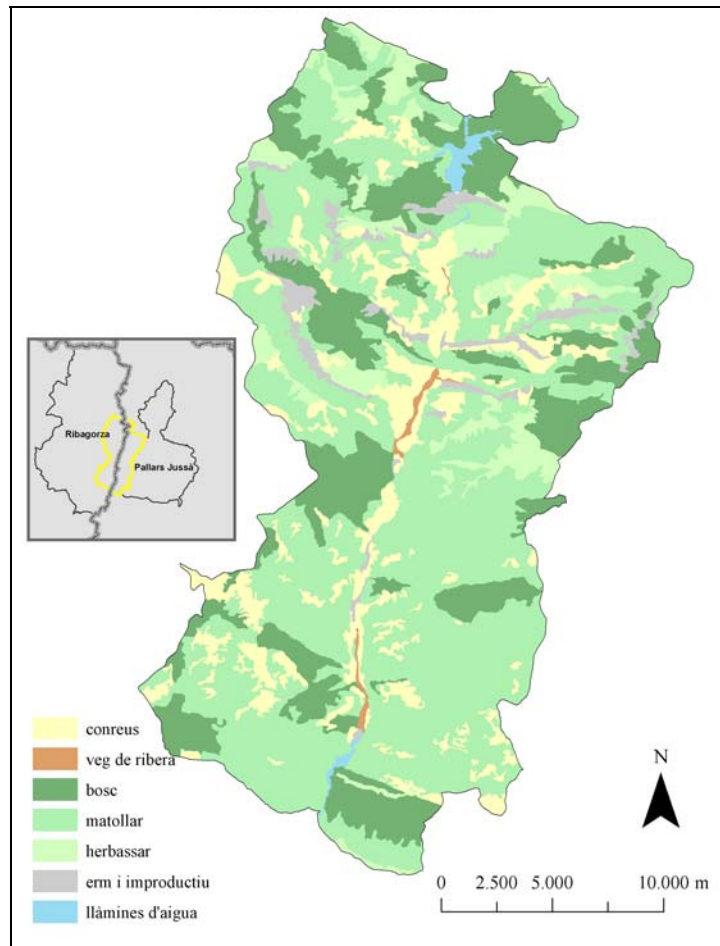 Ribagorza
Pallars Jussà
conreus
veg de ribera
bosc
matollar
herbassar
erm i improductiu
llàmines d'aigua
N
0 2.500 5.000 10.000 m